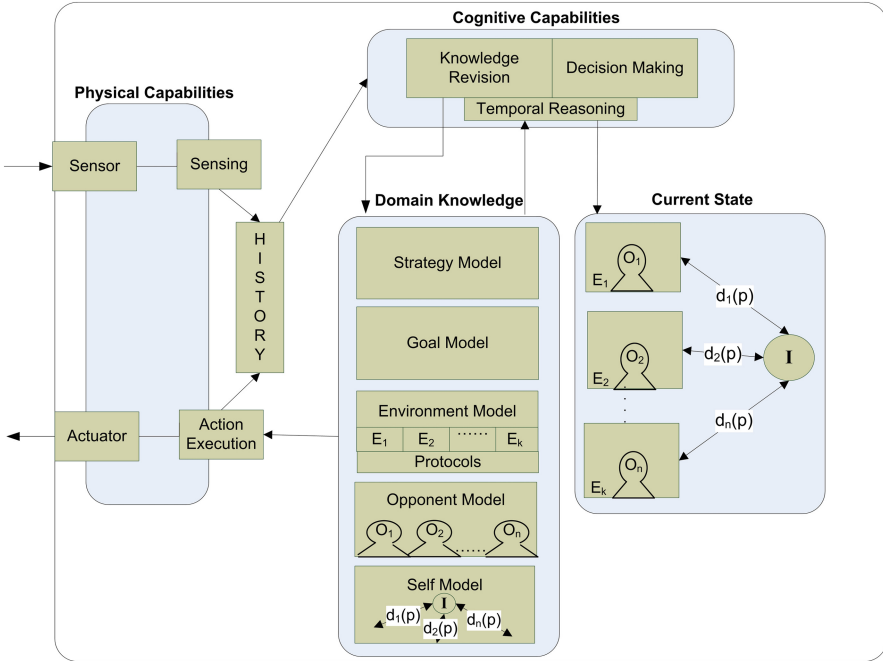 Cognitive Capabilities
Knowledge
Revision
Decision Making
Temporal Reasoning
Physical Capabilities
Sensor
Sensing
H
I
S
T
O
R
Y
Actuator
Action
Execution
Domain Knowledge
Strategy Model
Goal Model
Environment Model
E1 E2 ...... Ek
Protocols
Opponent Model
O1 O2 ...... On
Self Model
I
d1(p) d2(p) dn(p)
Current State
O1
E1
d1(p)
O2
E2
d2(p)
I
On
Ek
dn(p)